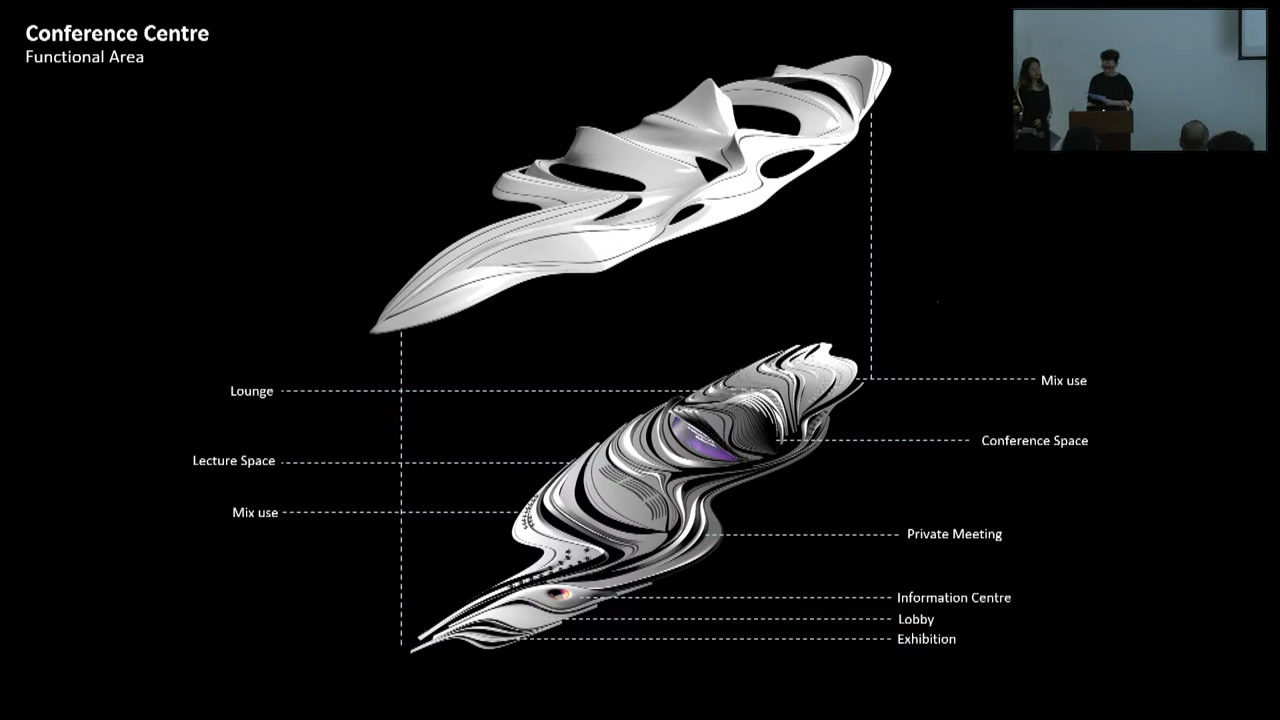 Conference Centre
Functional Area
Lounge
Lecture Space
Mix use
Mix use
Conference Space
Private Meeting
Information Centre
Lobby
Exhibition